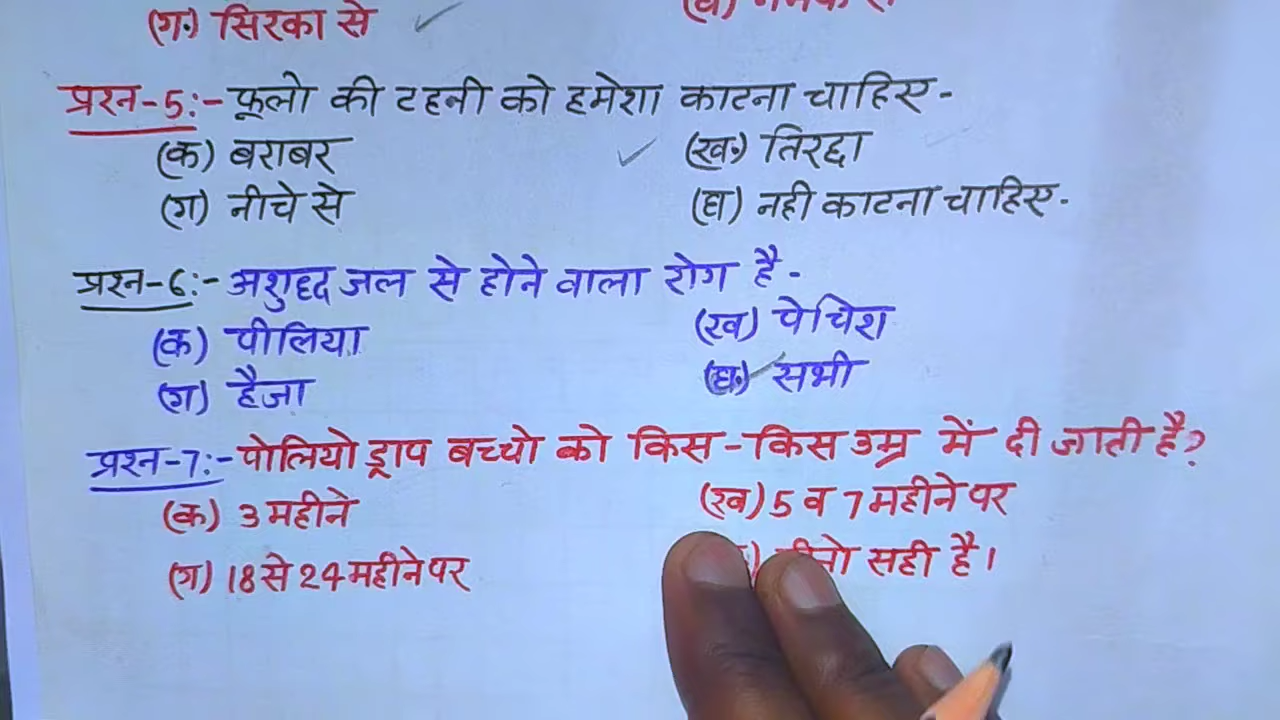 (ग) सिरका से
प्रश्न-5:- फूलो की टहनी को हमेशा काटना चाहिए-
(क) बराबर (ख) तिरछा
(ग) नीचे से (घ) नही काटना चाहिए-
प्रश्न-6:- अशुद्ध जल से होने वाला रोग है-
(क) पीलिया (ख) पेचिश
(ग) हैजा (घ) सभी
प्रश्न-7:- पोलियो ड्राप बच्चो को किस-किस उम्र में दी जाती है?
(क) 3 महीने (ख) 5 व 7 महीने पर
(ग) 18 से 24 महीने पर सही है।